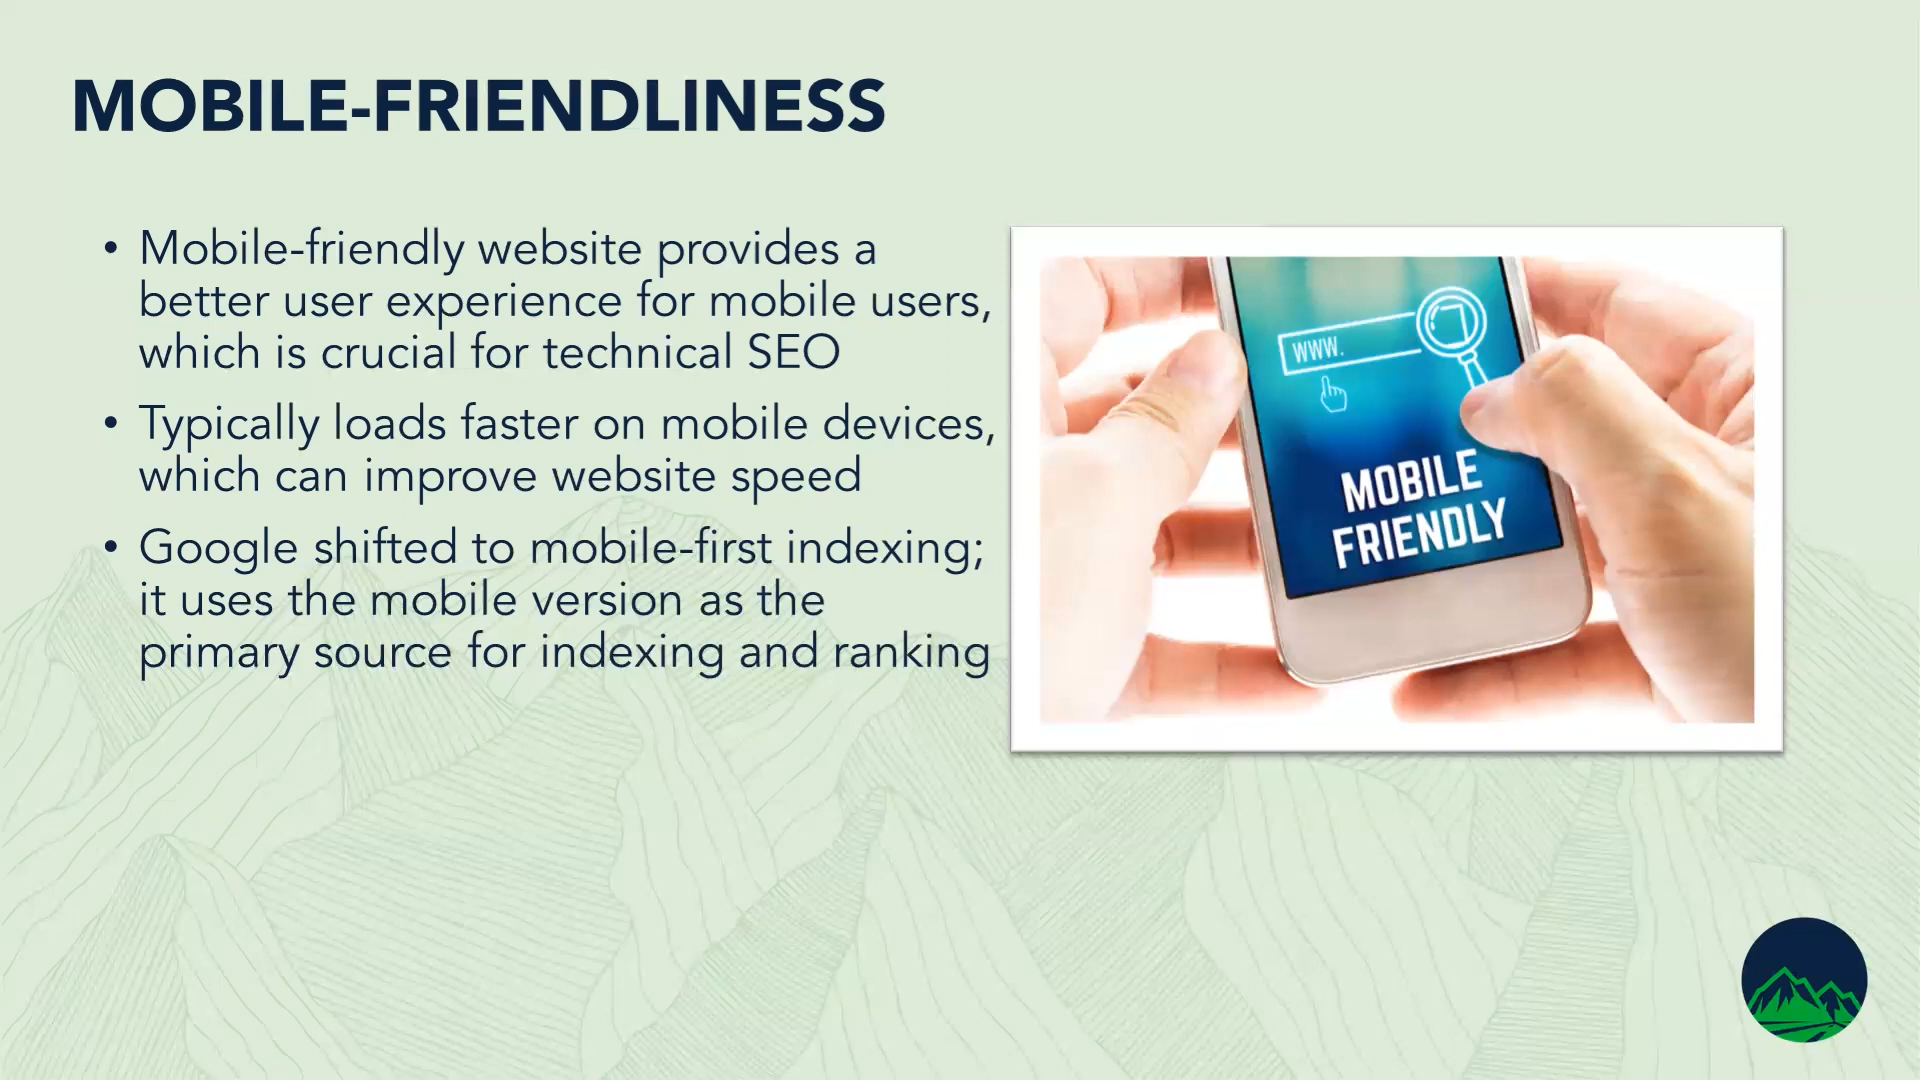 MOBILE-FRIENDLINESS
• Mobile-friendly website provides a
better user experience for mobile users,
which is crucial for technical SEO
• Typically loads faster on mobile devices,
which can improve website speed
• Google shifted to mobile-first indexing;
it uses the mobile version as the
primary source for indexing and ranking
WWW.
MOBILE
FRIENDLY